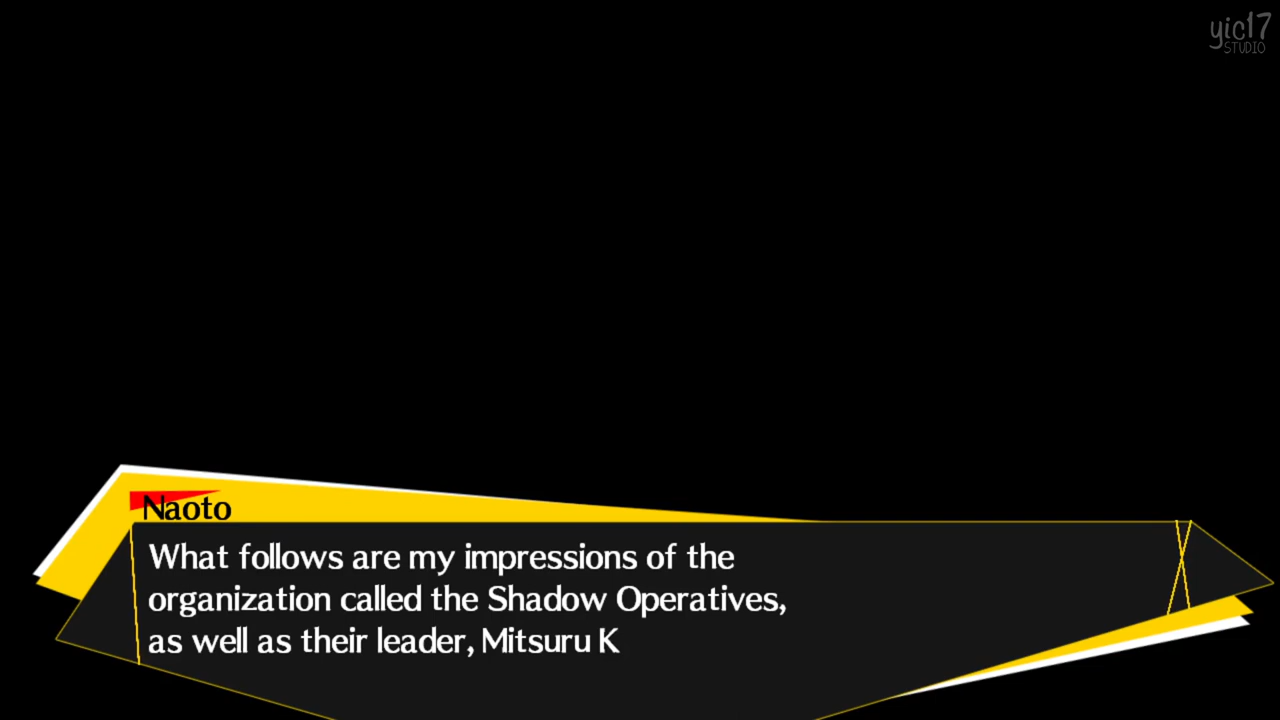 yic17
STUDIO
Naoto
What follows are my impressions of the
organization called the Shadow Operatives,
as well as their leader, Mitsuru K